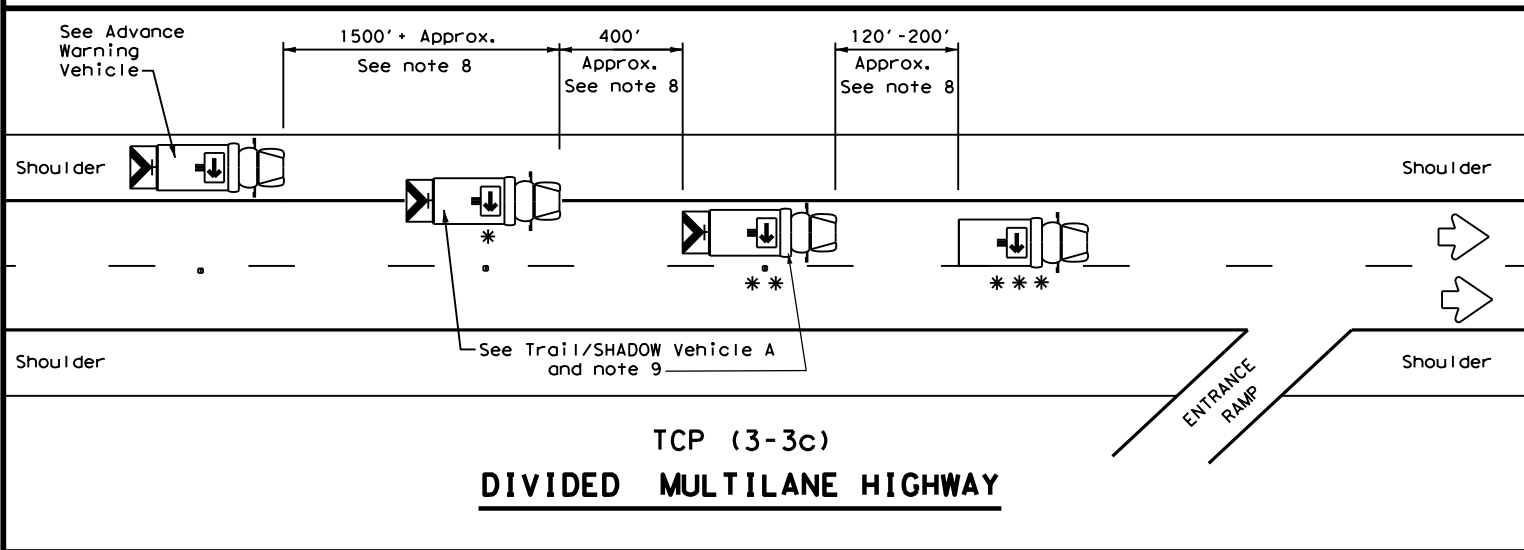 See Advance
Warning
Vehicle
1500'+ Approx.
See note 8
400'
Approx.
See note 8
120'-200'
Approx.
See note 8
Shoulder
Shoulder
*
* *
* * *
See Trail/SHADOW Vehicle A
and note 9
Shoulder
Shoulder
ENTRANCE
RAMP
TCP (3-3c)
DIVIDED MULTILANE HIGHWAY